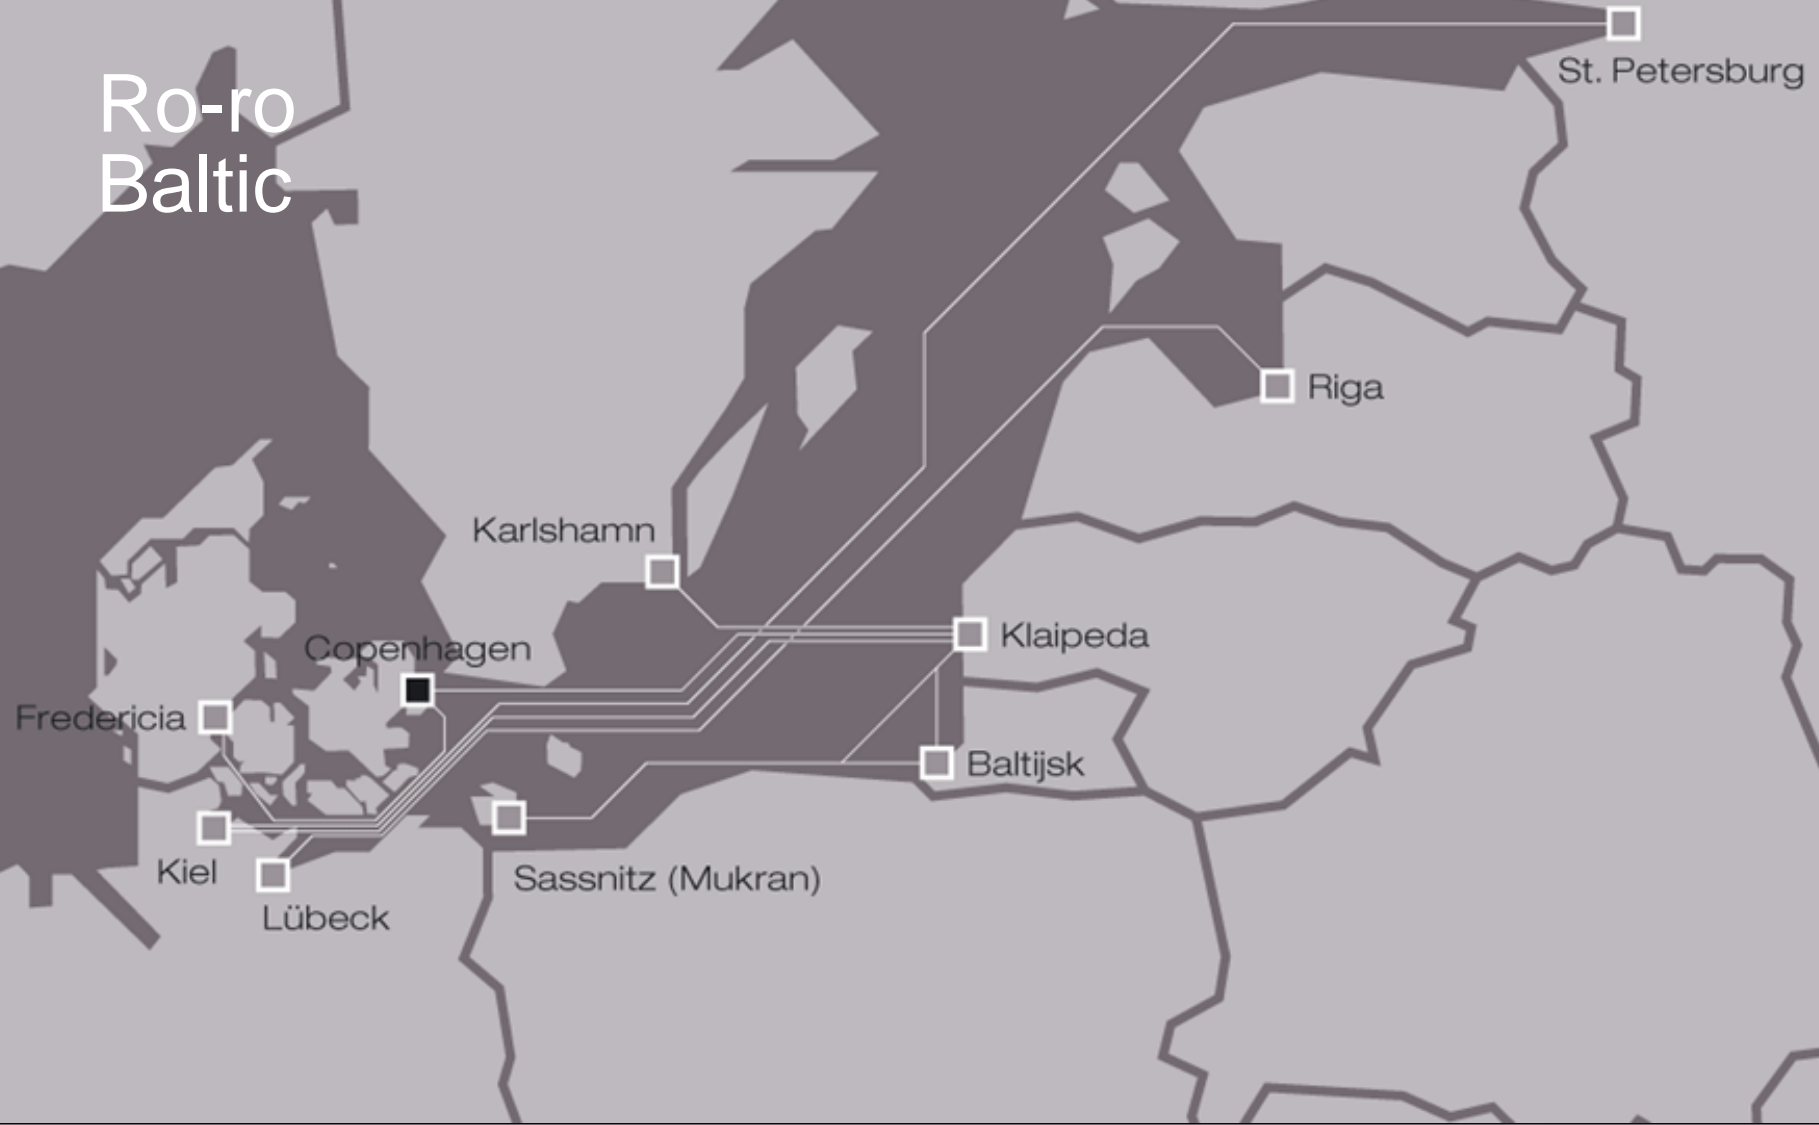 Ro-ro
Baltic
St. Petersburg
Riga
Karlshamn
Klaipeda
Copenhagen
Fredericia
Baltijsk
Kiel
Sassnitz (Mukran)
Lübeck